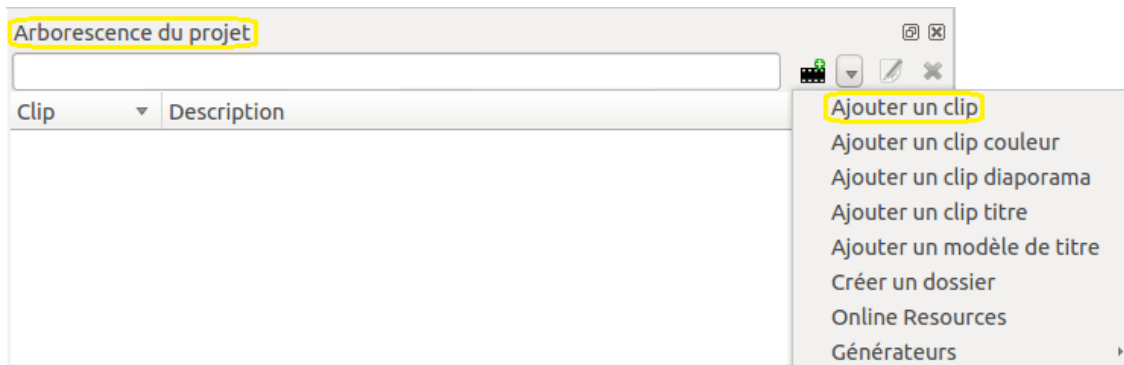 Arborescence du projet
Clip Description
Ajouter un clip
Ajouter un clip couleur
Ajouter un clip diaporama
Ajouter un clip titre
Ajouter un modèle de titre
Créer un dossier
Online Resources
Générateurs